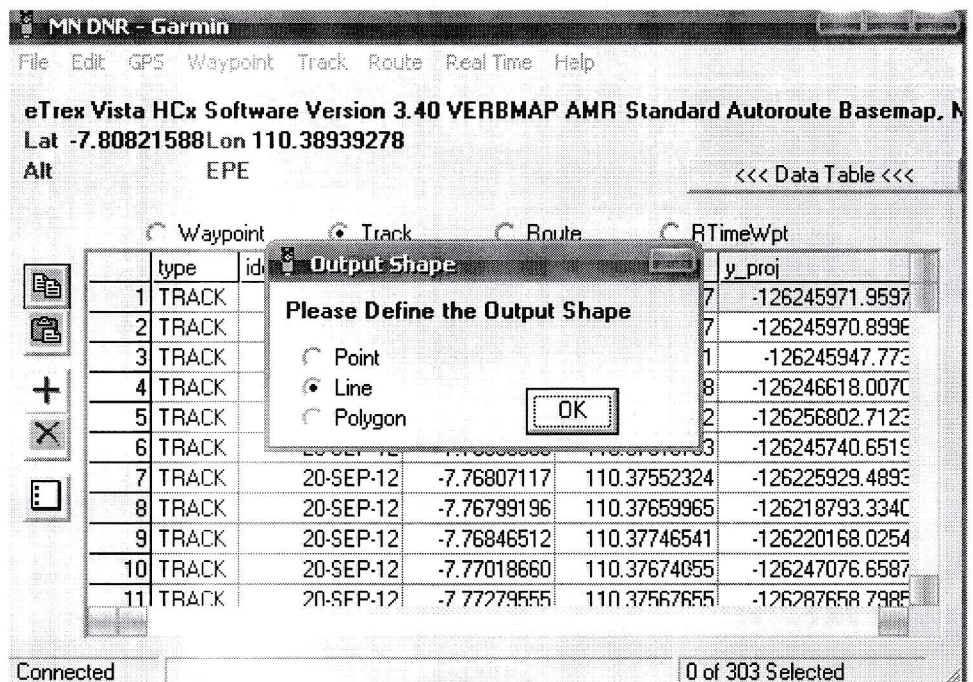 MN DNR - Garmin
File Edit GPS Waypoint Track Route Real Time Help
eTrex Vista HCx Software Version 3.40 VERBMAP AMR Standard Autoroute Basemap, N
Lat -7.80821588 Lon 110.38939278
Alt EPE
<<< Data Table <<<
Waypoint Track Route RTimeWpt
type y_proj
Output Shape
Please Define the Output Shape
Point
Line
Polygon
OK
1 TRACK 7 -126245971.9597
2 TRACK 7 -126245970.8996
3 TRACK 1 -126245947.773
4 TRACK 8 -126246618.0070
5 TRACK 2 -126256802.7123
6 TRACK -126245740.6519
7 TRACK 20-SEP-12 -7.76807117 110.37552324 -126225929.4893
8 TRACK 20-SEP-12 -7.76799196 110.37659965 -126218793.3340
9 TRACK 20-SEP-12 -7.76846512 110.37746541 -126220168.0254
10 TRACK 20-SEP-12 -7.77018660 110.37674055 -126247076.6587
11 TRACK 20-SEP-12 -7.77279555 110.37567655 -126287658.7985
Connected 0 of 303 Selected